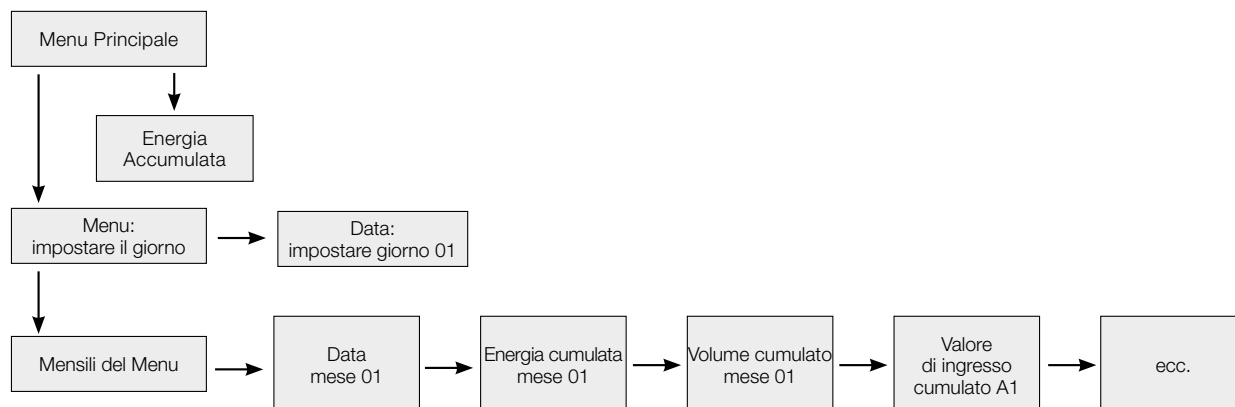 Menu Principale
Energia
Accumulata
Menu:
impostare il giorno
Data:
impostare giorno 01
Mensili del Menu
Data
mese 01
Energia cumulata
mese 01
Volume cumulato
mese 01
Valore
di ingresso
cumulato A1
ecc.